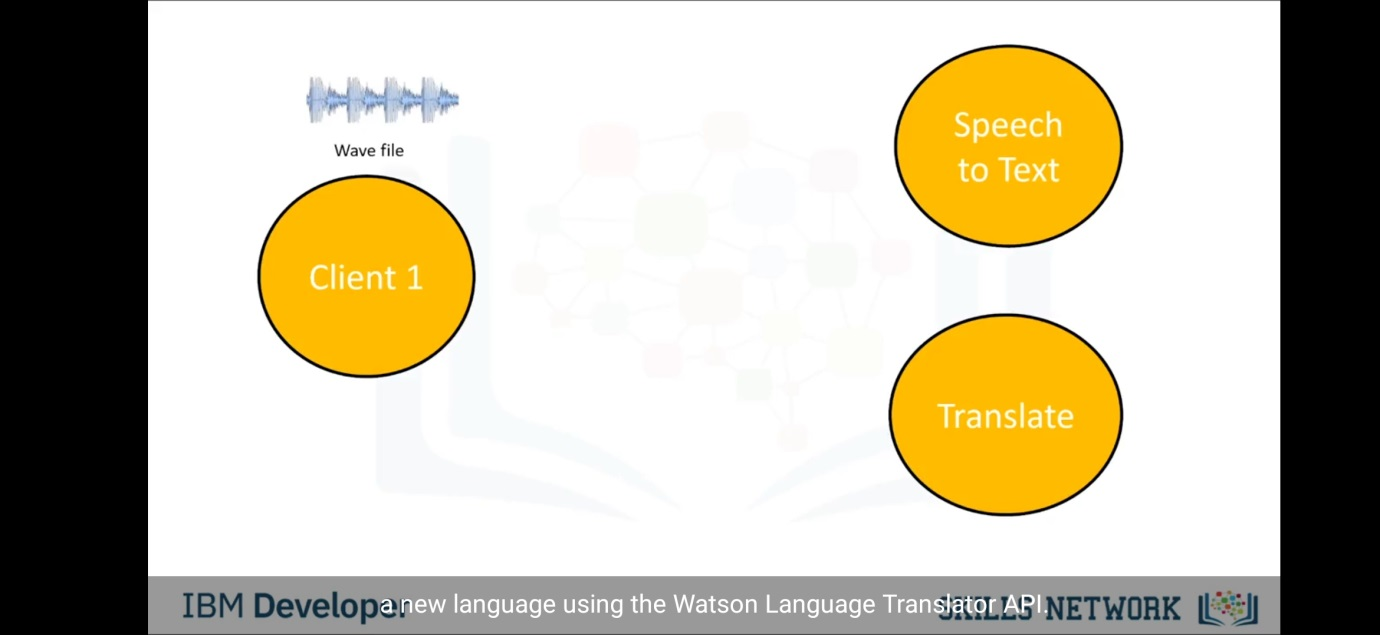 Wave file
Client 1
Speech
to Text
Translate
IBM Developer
a new language using the Watson Language Translator API.
SKILLS NETWORK